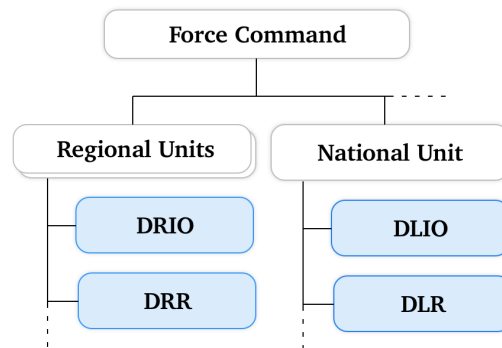 Force Command
Regional Units
National Unit
DRIO
DLIO
DRR
DLR